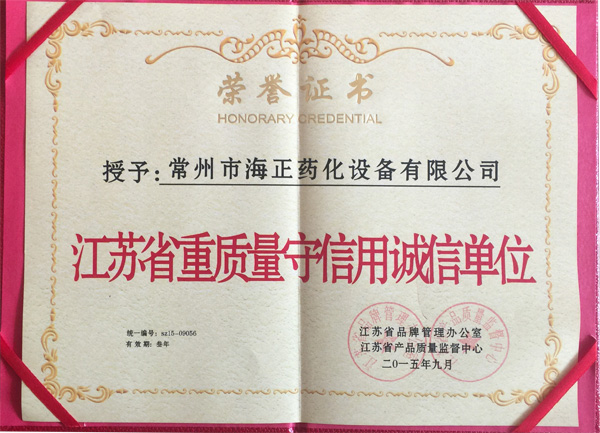 荣誉证书
HONORARY CREDENTIAL
授予:常州市海正药化设备有限公司
江苏省重质量守信用诚信单位
统一编号:sz15-09056
有效期:叁年
江苏省品牌管理办公室
江苏省产品质量监督中心
二〇一五年九月